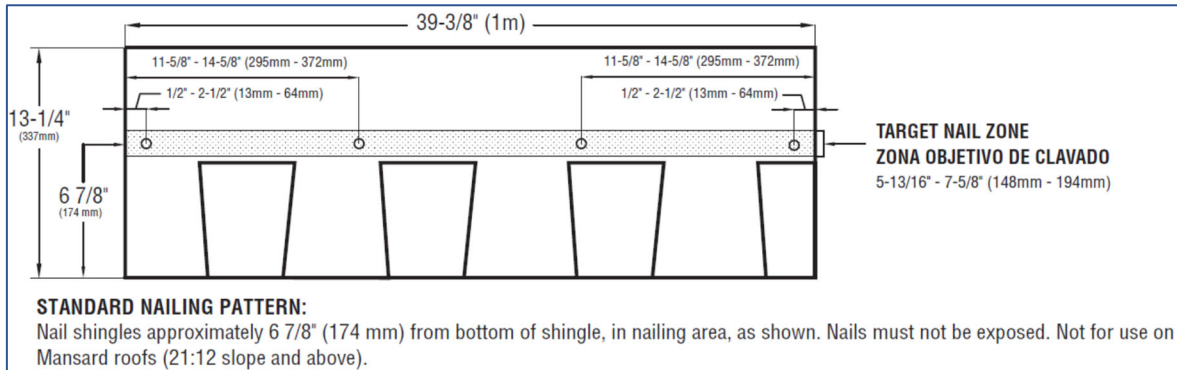 39-3/8" (1m)
11-5/8" - 14-5/8" (295mm - 372mm)
11-5/8" - 14-5/8" (295mm - 372mm)
1/2" - 2-1/2" (13mm - 64mm)
1/2" - 2-1/2" (13mm - 64mm)
13-1/4"
(337mm)
TARGET NAIL ZONE
ZONA OBJETIVO DE CLAVADO
5-13/16" - 7-5/8" (148mm - 194mm)
6 7/8"
(174 mm)
STANDARD NAILING PATTERN:
Nail shingles approximately 6 7/8" (174 mm) from bottom of shingle, in nailing area, as shown. Nails must not be exposed. Not for use on
Mansard roofs (21:12 slope and above).